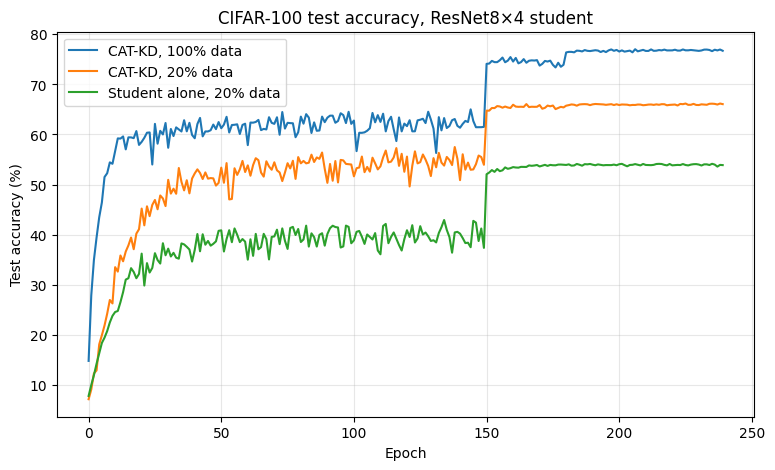 CIFAR-100 test accuracy, ResNet8×4 student
CAT-KD, 100% data
CAT-KD, 20% data
Student alone, 20% data
Test accuracy (%)
80
70
60
50
40
30
20
10
0
50
100
150
200
250
Epoch